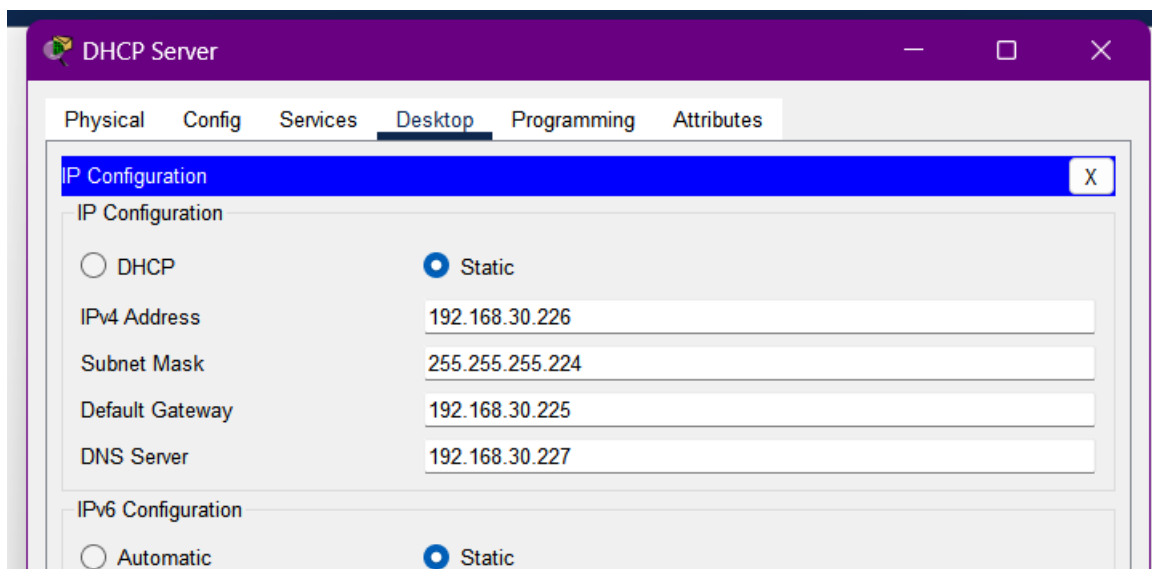 DHCP Server
Physical Config Services Desktop Programming Attributes
IP Configuration X
IP Configuration
DHCP Static
IPv4 Address 192.168.30.226
Subnet Mask 255.255.255.224
Default Gateway 192.168.30.225
DNS Server 192.168.30.227
IPv6 Configuration
Automatic Static